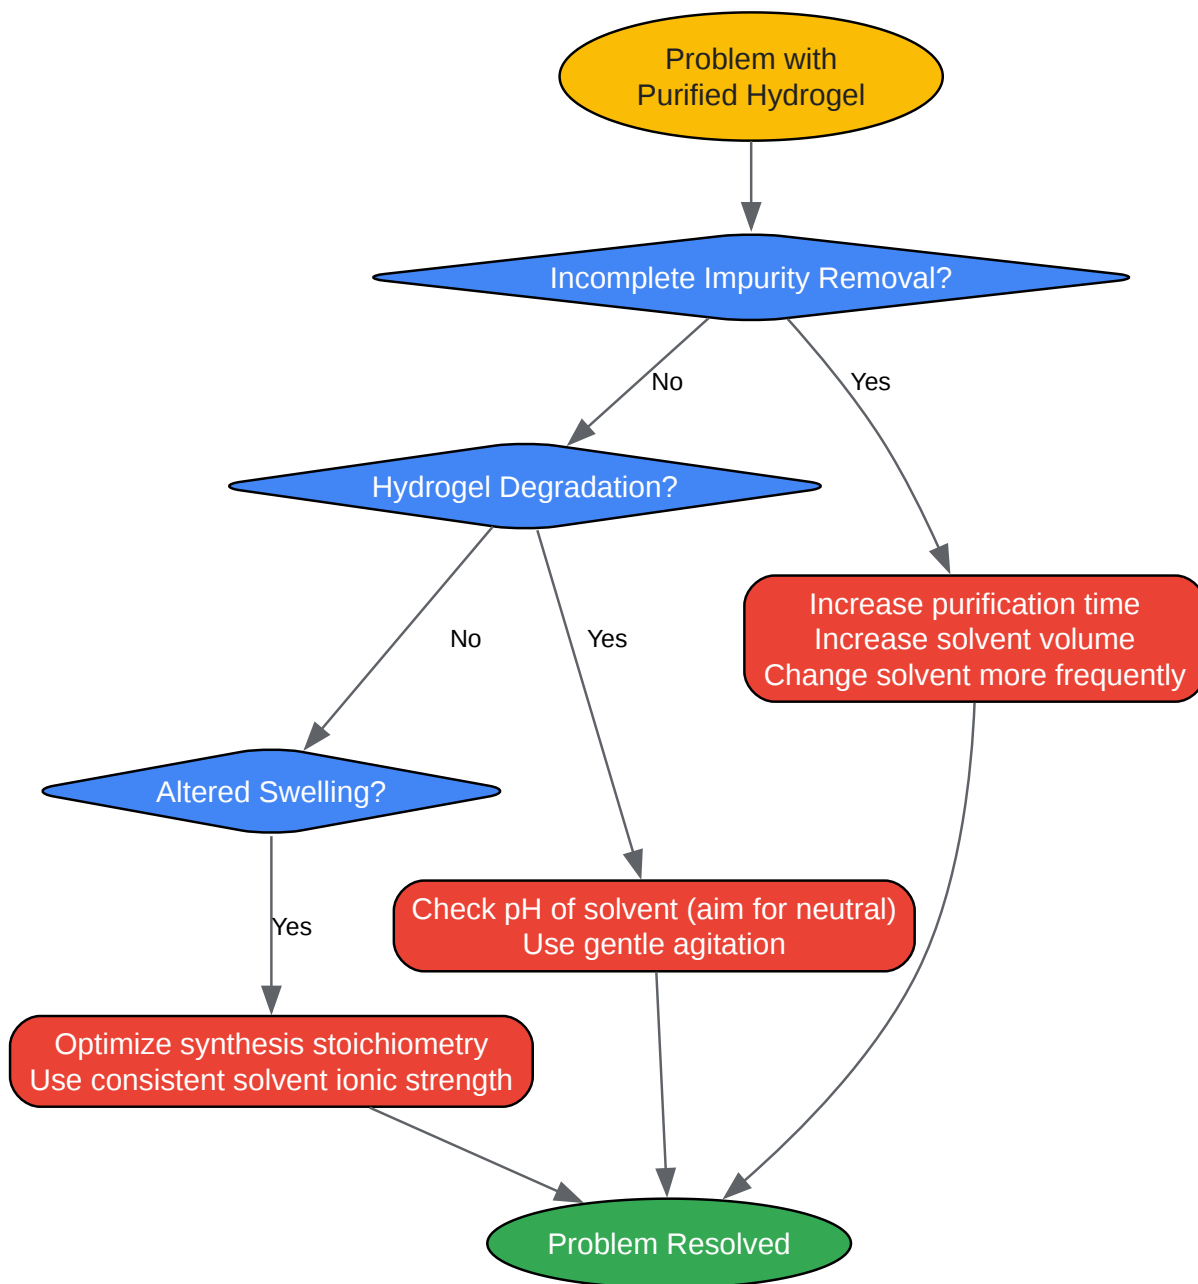 Problem with
Purified Hydrogel
Incomplete Impurity Removal?
No
Yes
Hydrogel Degradation?
Increase purification time
Increase solvent volume
Change solvent more frequently
No
Yes
Altered Swelling?
Check pH of solvent (aim for neutral)
Use gentle agitation
Yes
Optimize synthesis stoichiometry
Use consistent solvent ionic strength
Problem Resolved